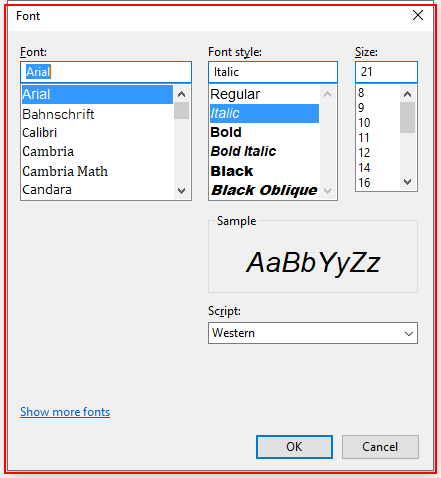 Font
Font:
Arial
Arial
Bahnschrift
Calibri
Cambria
Cambria Math
Candara
Font style:
Italic
Regular
Italic
Bold
Bold Italic
Black
Black Oblique
Size:
21
8
9
10
11
12
14
16
Sample
AaBbYyZz
Script:
Western
Show more fonts
OK
Cancel